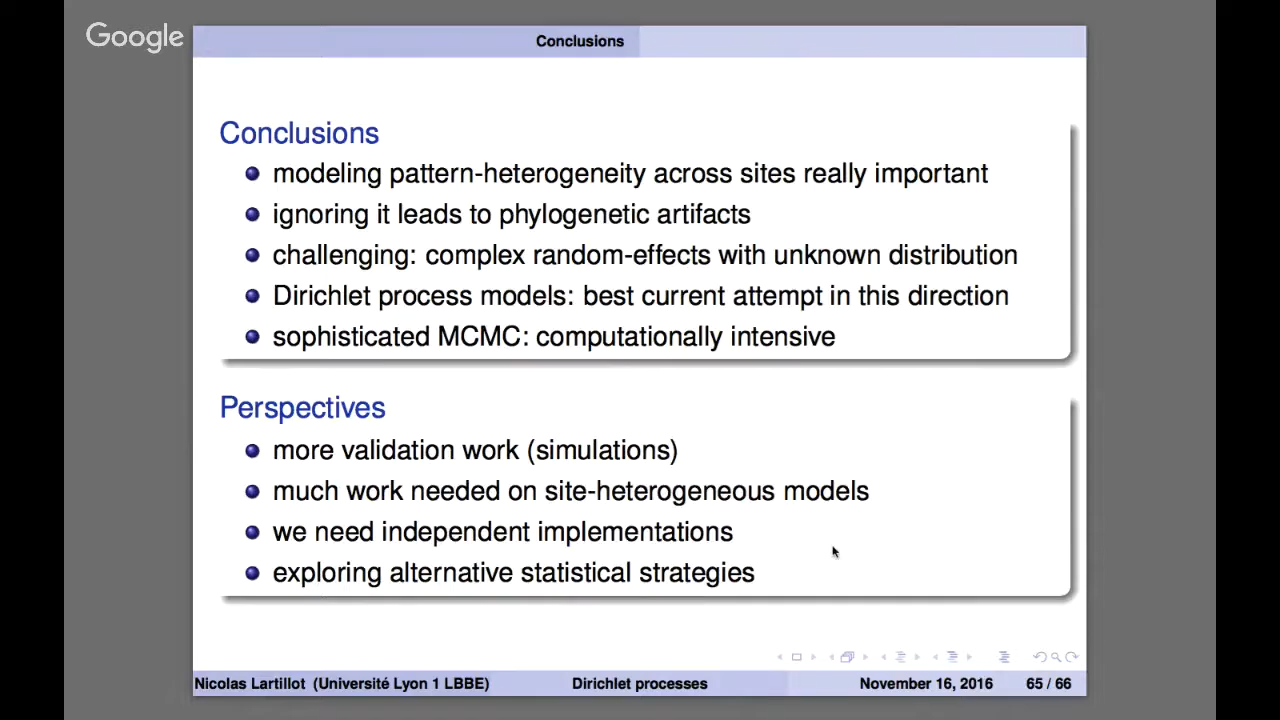 Google
Conclusions
Conclusions
modeling pattern-heterogeneity across sites really important
ignoring it leads to phylogenetic artifacts
challenging: complex random-effects with unknown distribution
Dirichlet process models: best current attempt in this direction
sophisticated MCMC: computationally intensive
Perspectives
more validation work (simulations)
much work needed on site-heterogeneous models
we need independent implementations
exploring alternative statistical strategies
Nicolas Lartillot (Université Lyon 1 LBBE) Dirichlet processes November 16, 2016 65 / 66